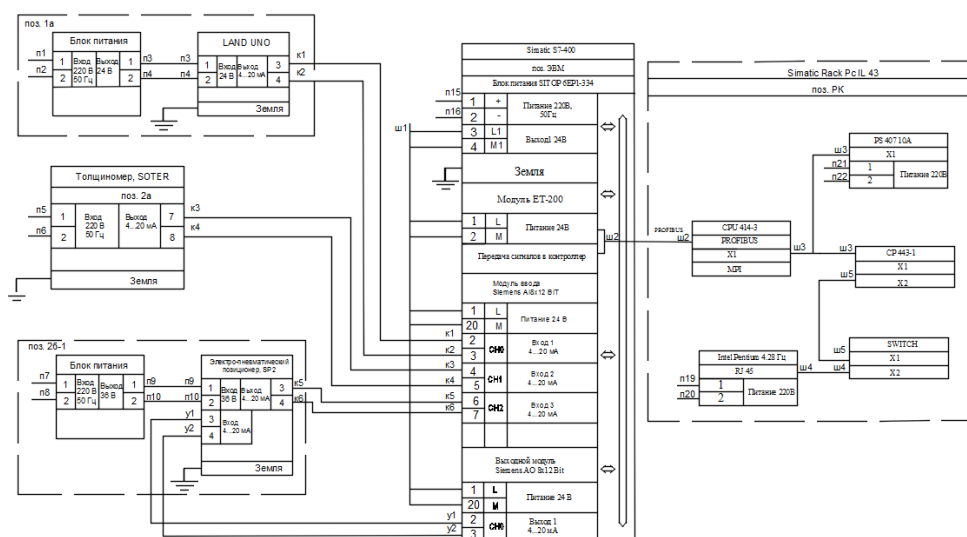 поз. 1а
Блок питания
п1
п2
1
2
Вход
220 В
50 Гц
Выход
24 В
1
2
п3
п4
п3
п4
LAND UNO
1
2
Вход
24 В
Выход
4...20 мА
3
4
к1
к2
Земля
Толщиномер, SOTER
поз. 2а
п5
п6
1
2
Вход
220 В
50 Гц
Выход
4...20 мА
7
8
к3
к4
Земля
поз. 2б-1
Блок питания
п7
п8
1
2
Вход
220 В
50 Гц
Выход
36 В
1
2
п9
п10
п9
п10
у1
у2
Электро-пневматический
позиционер, SP2
1
2
Вход
36 В
Выход
4...20 мА
3
4
к5
к6
3
4
Вход
4...20 мА
Земля
Simatic S7-400
поз. ЭВМ
Блок питания SITOP 6EP1-334
п15
п16
1
+
2
-
Питание 220В,
50Гц
ш1
3
L1
4
M1
Выход1 24В
Земля
Модуль ET-200
1
L
2
M
Питание 24В
ш2
Передача сигналов в контроллер
Модуль ввода
Siemens AI8x12 BIT
1
L
20
M
Питание 24 В
к1
к2
2
3
CH0
Вход 1
4...20 мА
к3
к4
4
5
CH1
Вход 2
4...20 мА
к5
к6
6
7
CH2
Вход 3
4...20 мА
Выходной модуль
Siemens AO 8x12 Bit
1
L
20
M
Питание 24 В
у1
у2
2
3
CH0
Выход 1
4...20 мА
Simatic Rack Pc IL 43
поз. РК
PROFIBUS
ш2
CPU 414-3
PROFIBUS
X1
MPI
ш3
ш3
п21
п22
PS 407 10A
X1
1
2
Питание 220В
ш3
ш5
CP 443-1
X1
X2
ш5
ш4
SWITCH
X1
X2
Intel Pentium 4.28 Гц
RJ 45
п19
п20
1
2
Питание 220В
ш4